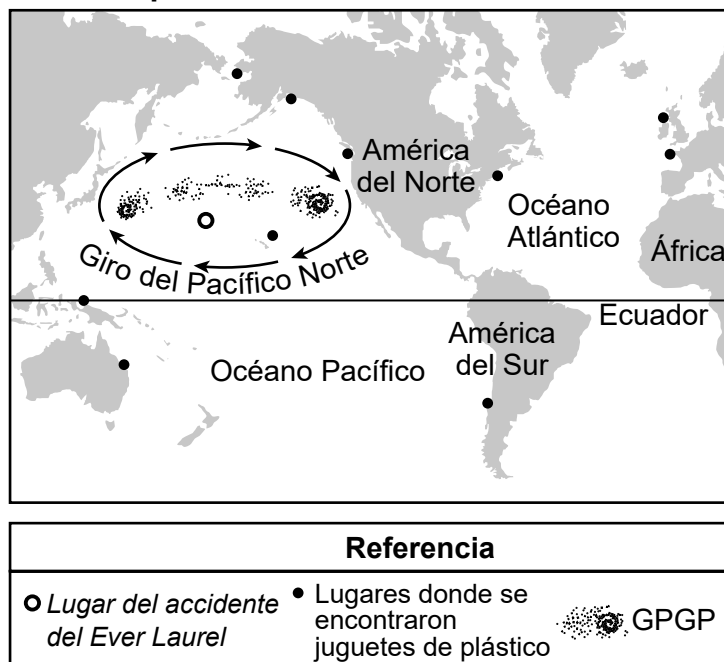 América
del Norte
Océano
Atlántico
África
Giro del Pacífico Norte
Ecuador
América
del Sur
Océano Pacífico
Referencia
Lugar del accidente
del Ever Laurel
Lugares donde se
encontraron
juguetes de plástico
GPGP